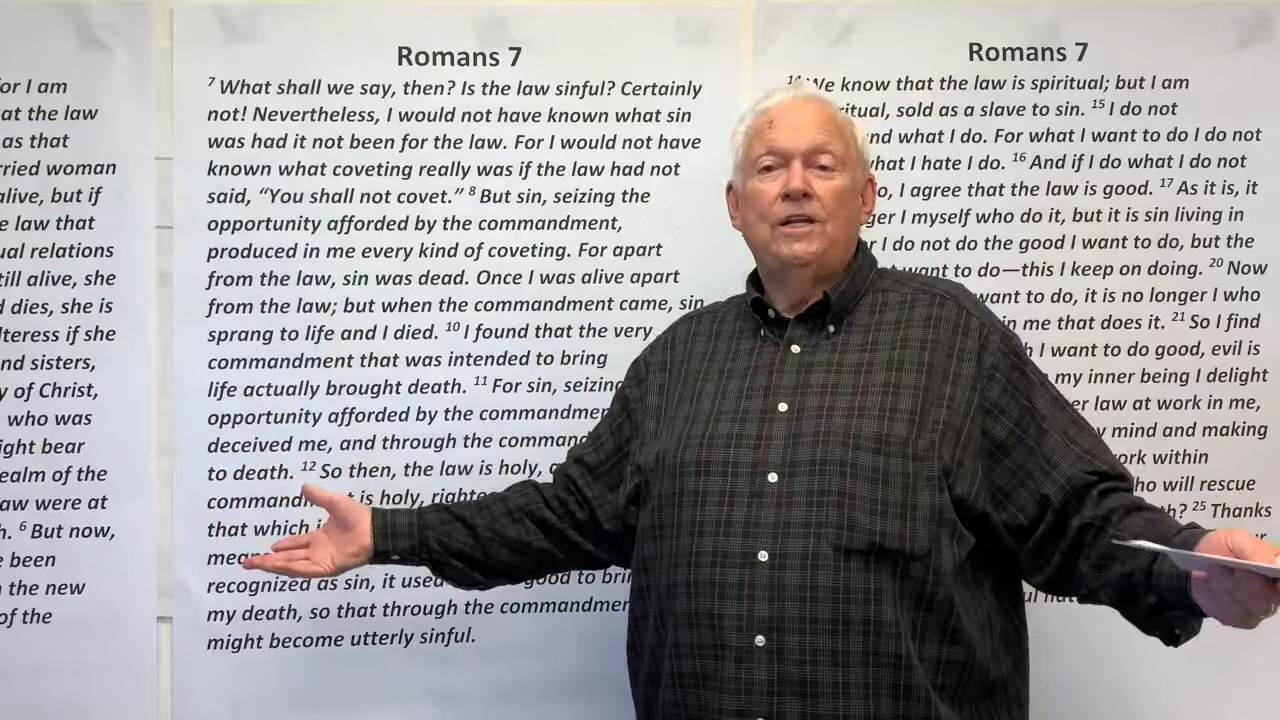 or I am
at the law
as that
rried woman
alive, but if
e law that
ual relations
till alive, she
d dies, she is
lteress if she
nd sisters,
y of Christ,
who was
ight bear
ealm of the
aw were at
h. 6 But now,
e been
n the new
of the
Romans 7
7 What shall we say, then? Is the law sinful? Certainly
not! Nevertheless, I would not have known what sin
was had it not been for the law. For I would not have
known what coveting really was if the law had not
said, “You shall not covet.” 8 But sin, seizing the
opportunity afforded by the commandment,
produced in me every kind of coveting. For apart
from the law, sin was dead. Once I was alive apart
from the law; but when the commandment came, sin
sprang to life and I died. 10 I found that the very
commandment that was intended to bring
life actually brought death. 11 For sin, seizing
opportunity afforded by the commandmen
deceived me, and through the command
to death. 12 So then, the law is holy,
command t is holy, righte
that which i
mean
recognized as sin, it used good to brin
my death, so that through the commandmen
might become utterly sinful.
Romans 7
14 We know that the law is spiritual; but I am
ritual, sold as a slave to sin. 15 I do not
nd what I do. For what I want to do I do not
what I hate I do. 16 And if I do what I do not
o, I agree that the law is good. 17 As it is, it
ger I myself who do it, but it is sin living in
r I do not do the good I want to do, but the
want to do—this I keep on doing. 20 Now
want to do, it is no longer I who
in me that does it. 21 So I find
h I want to do good, evil is
my inner being I delight
er law at work in me,
y mind and making
work within
ho will rescue
th? 25 Thanks